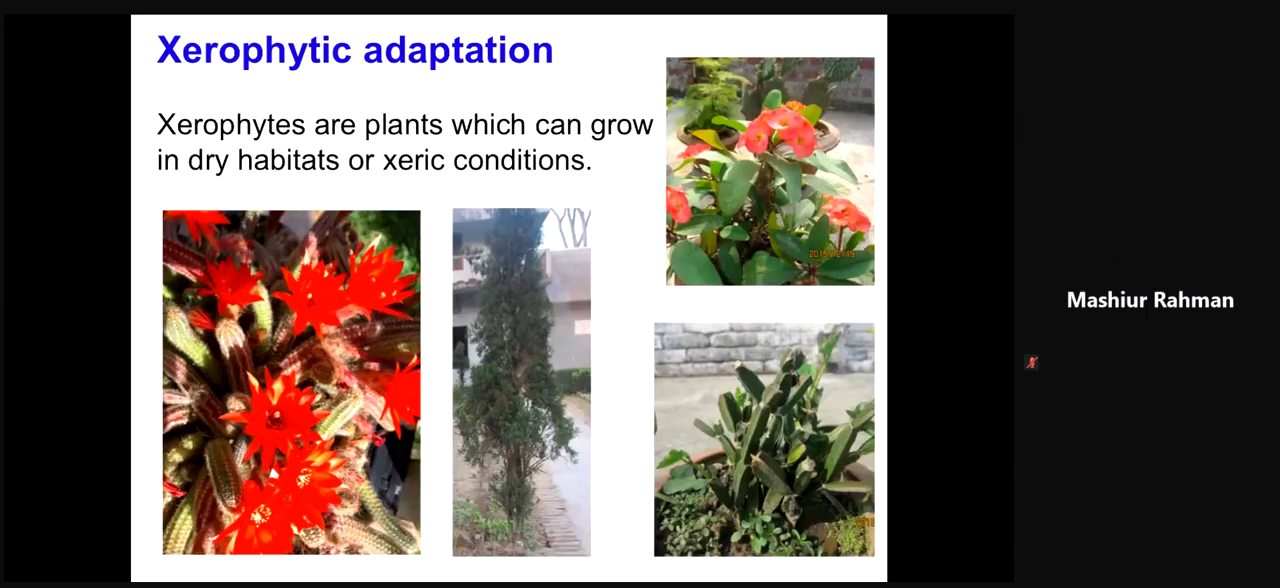 Xerophytic adaptation
Xerophytes are plants which can grow
in dry habitats or xeric conditions.
Mashiur Rahman